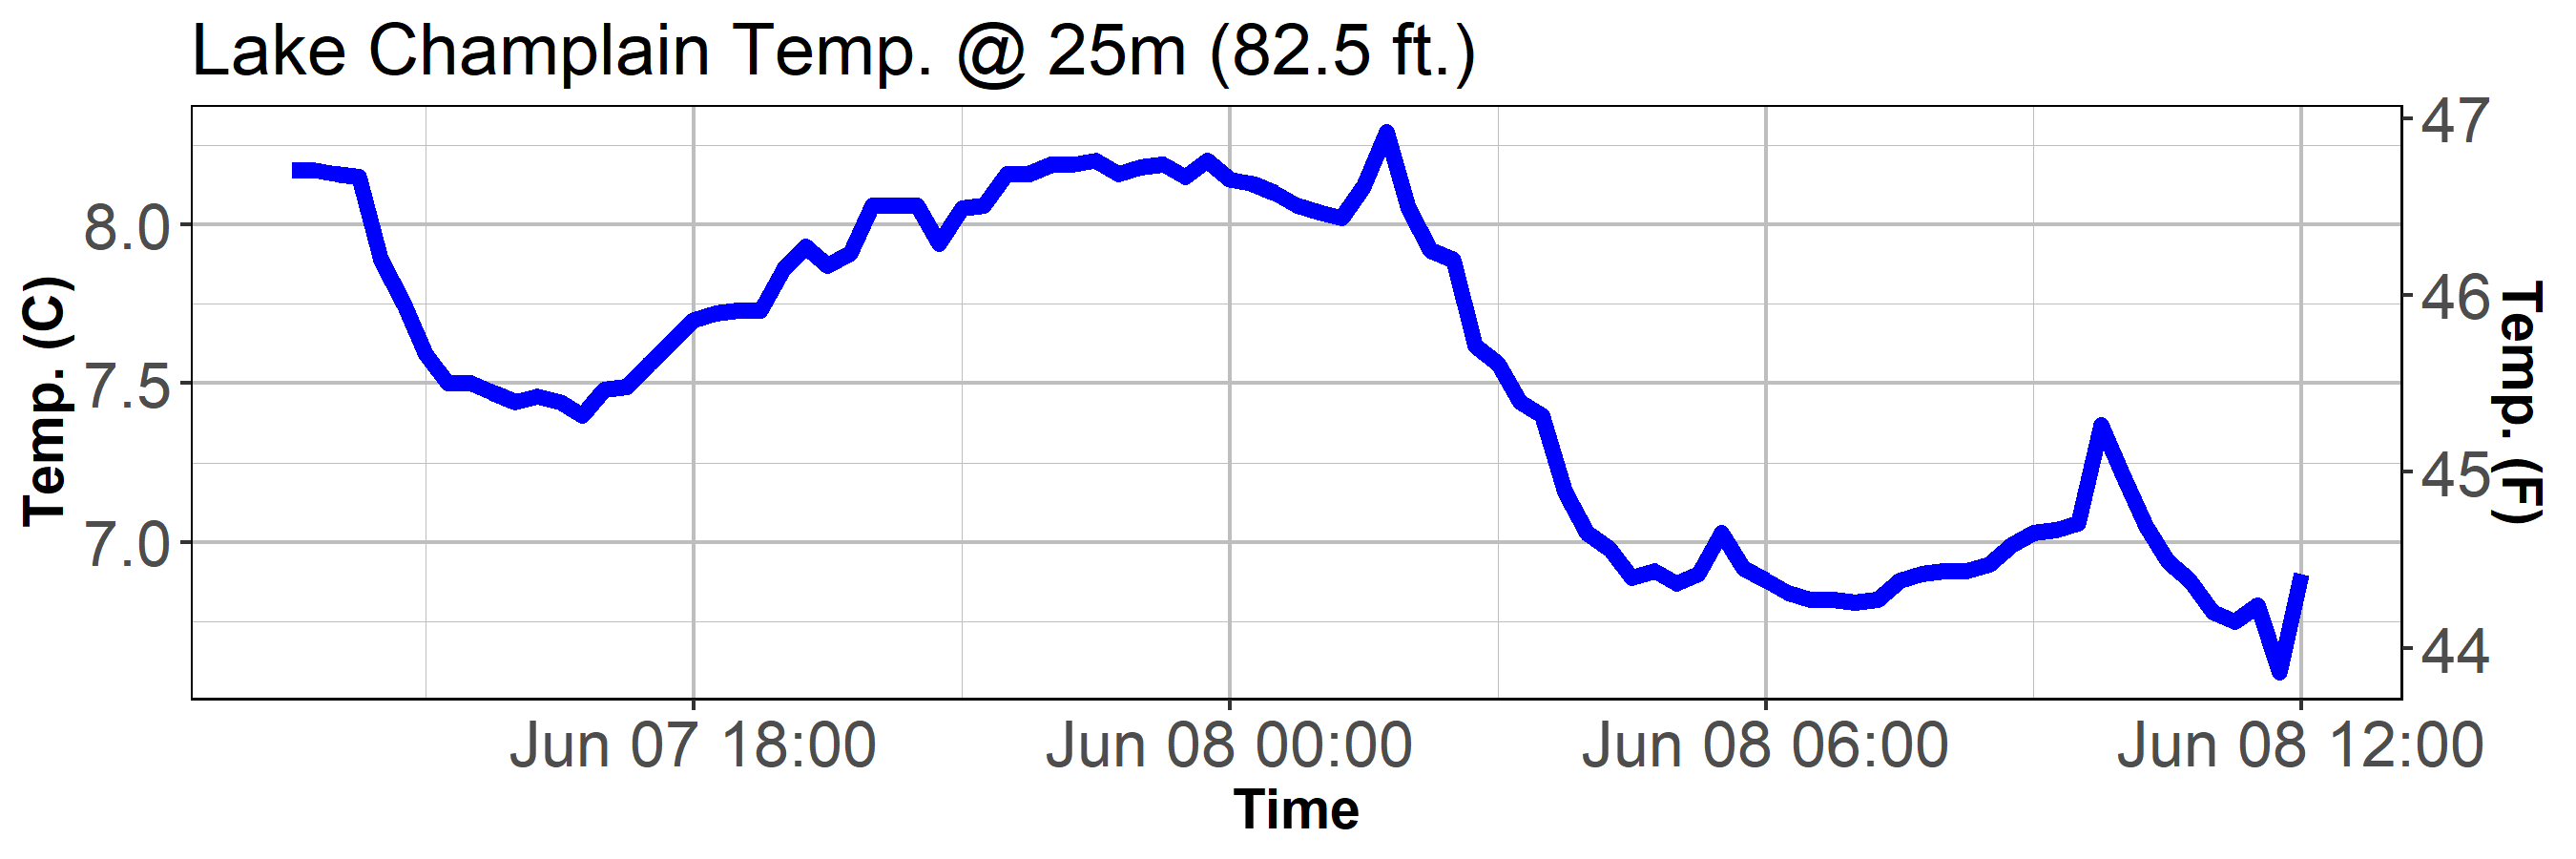 Lake Champlain Temp. @ 25m (82.5 ft.)
Temp. (C)
8.0
7.5
7.0
47
46
45
44
Temp. (F)
Jun 07 18:00 Jun 08 00:00 Jun 08 06:00 Jun 08 12:00
Time